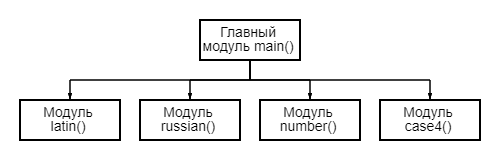 Главный
модуль main()
Модуль
latin()
Модуль
russian()
Модуль
number()
Модуль
case4()